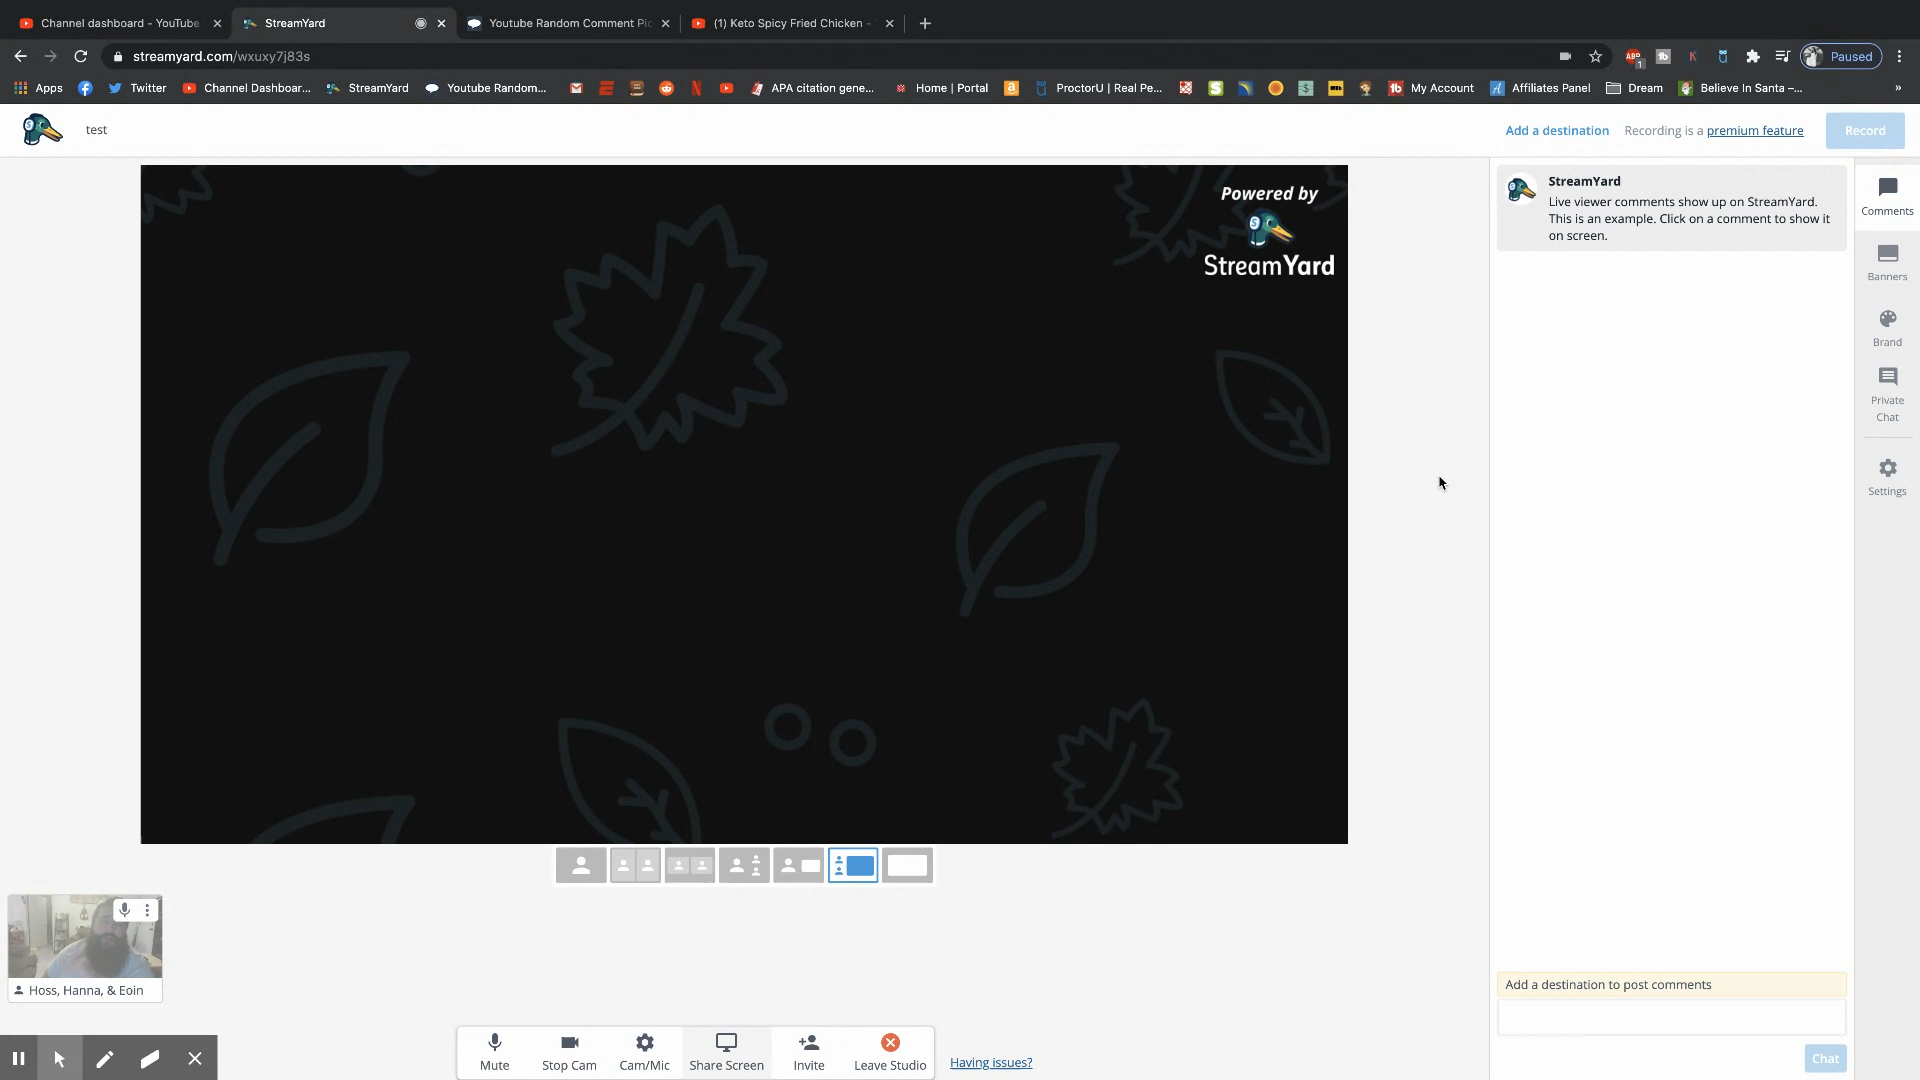 Channel dashboard - YouTube
StreamYard
Youtube Random Comment Pic
(1) Keto Spicy Fried Chicken -
streamyard.com/wxuxy7j83s
1
Paused
Apps
Twitter
Channel Dashboar...
StreamYard
Youtube Random...
APA citation gene...
Home | Portal
ProctorU | Real Pe...
My Account
Affiliates Panel
Dream
Believe In Santa –...
»
test
Add a destination
Recording is a premium feature
Record
Powered by
StreamYard
StreamYard
Live viewer comments show up on StreamYard.
This is an example. Click on a comment to show it
on screen.
Comments
Banners
Brand
Private
Chat
Settings
Hoss, Hanna, & Eoin
Add a destination to post comments
Chat
Mute
Stop Cam
Cam/Mic
Share Screen
Invite
Leave Studio
Having issues?